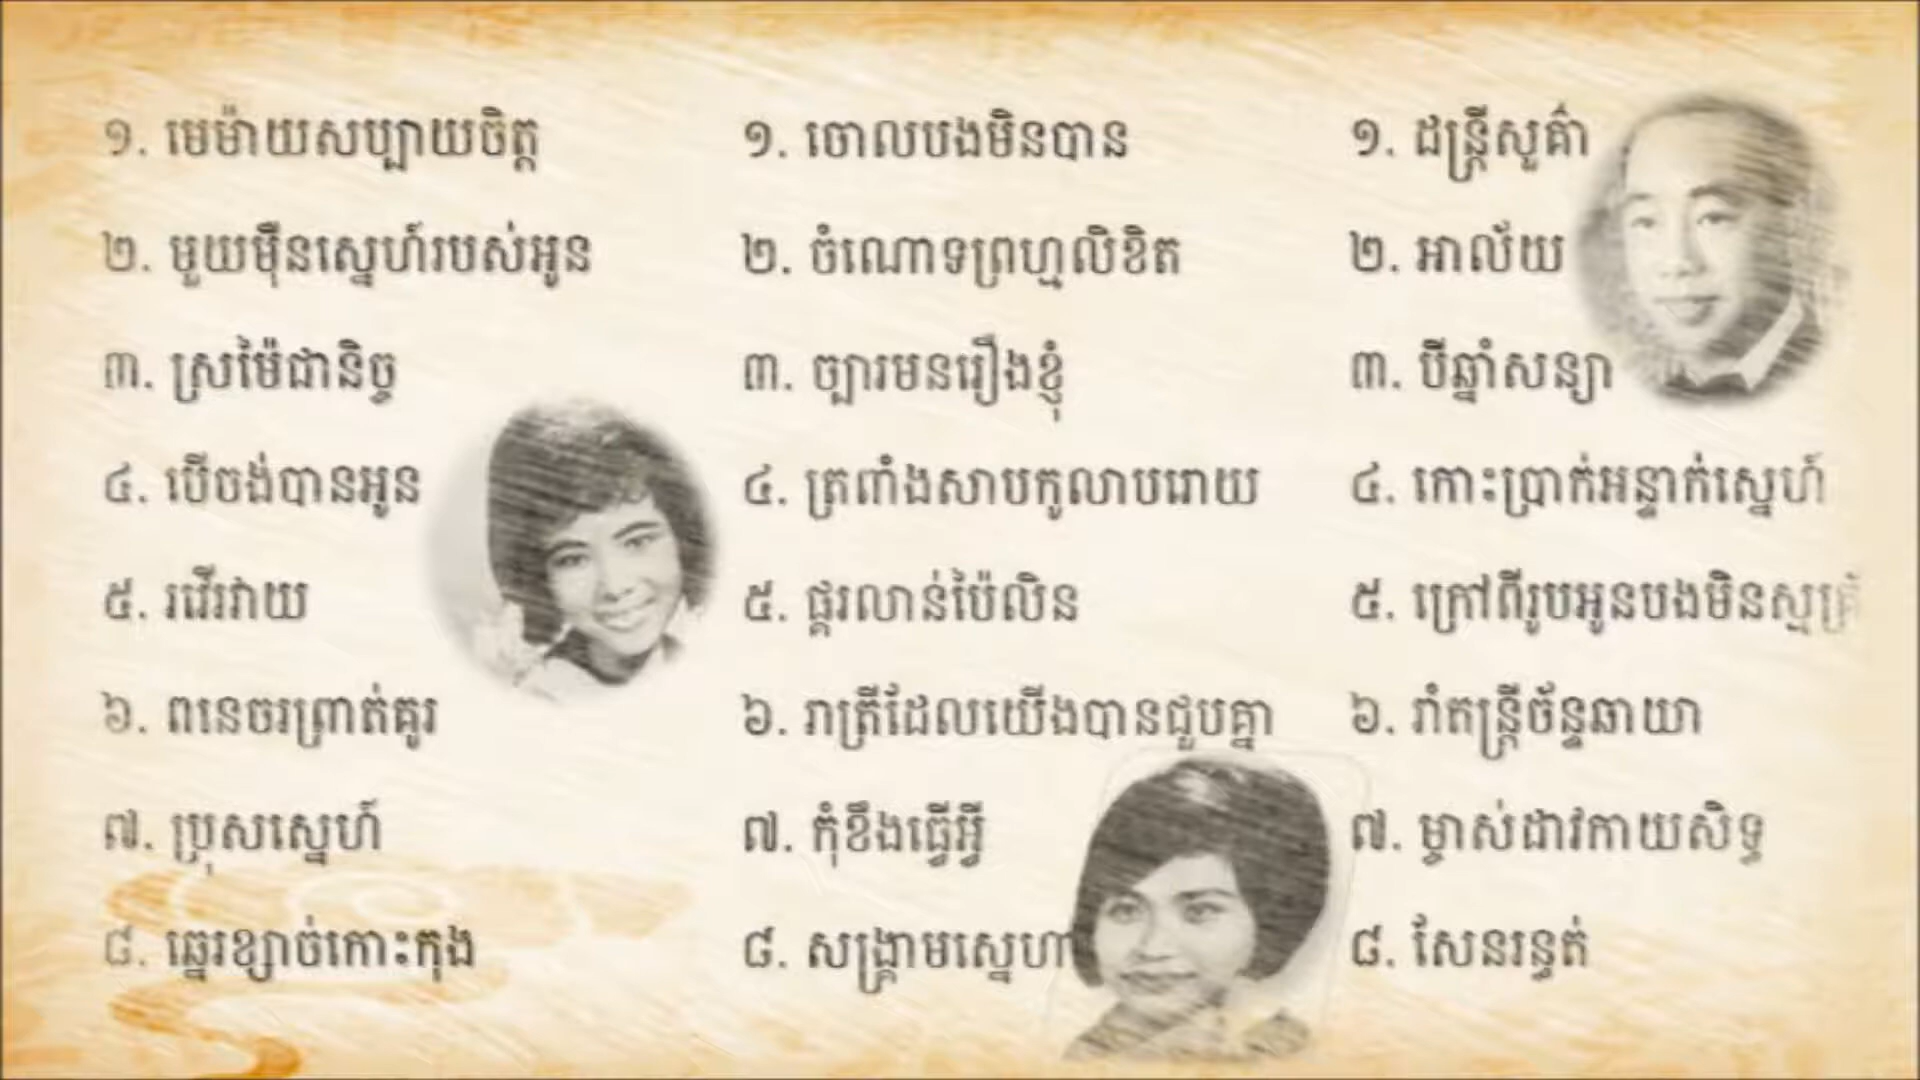 ១. មេម៉ាយសប្បាយចិត្ត
២. មួយម៉ឺនស្នេហ៍របស់អូន
៣. ស្រម៉ៃជានិច្ច
៤. បើចង់បានអូន
៥. រវើរវាយ
៦. ពនេចរព្រាត់គូរ
៧. ប្រុសស្នេហ៍
៨. ឆ្នេរខ្សាច់កោះកុង
១. ចោលបងមិនបាន
២. ចំណោទព្រហ្មលិខិត
៣. ច្បារមនរឿងខ្ញុំ
៤. ត្រពាំងសាបកូលាបរោយ
៥. ផ្គរលាន់ប៉ៃលិន
៦. រាត្រីដែលយើងបានជួបគ្នា
៧. កុំខឹងធ្វើអ្វី
៨. សង្គ្រាមស្នេហា
១. ដន្ត្រីសួគ៌ា
២. អាល័យ
៣. បីឆ្នាំសន្យា
៤. កោះប្រាក់អន្ទាក់ស្នេហ៍
៥. ក្រៅពីរូបអូនបងមិនស្មគ្រ
៦. រាំតន្ត្រីច័ន្ទឆាយា
៧. ម្ចាស់ដាវកាយសិទ្ធ
៨. សែនរន្ធត់